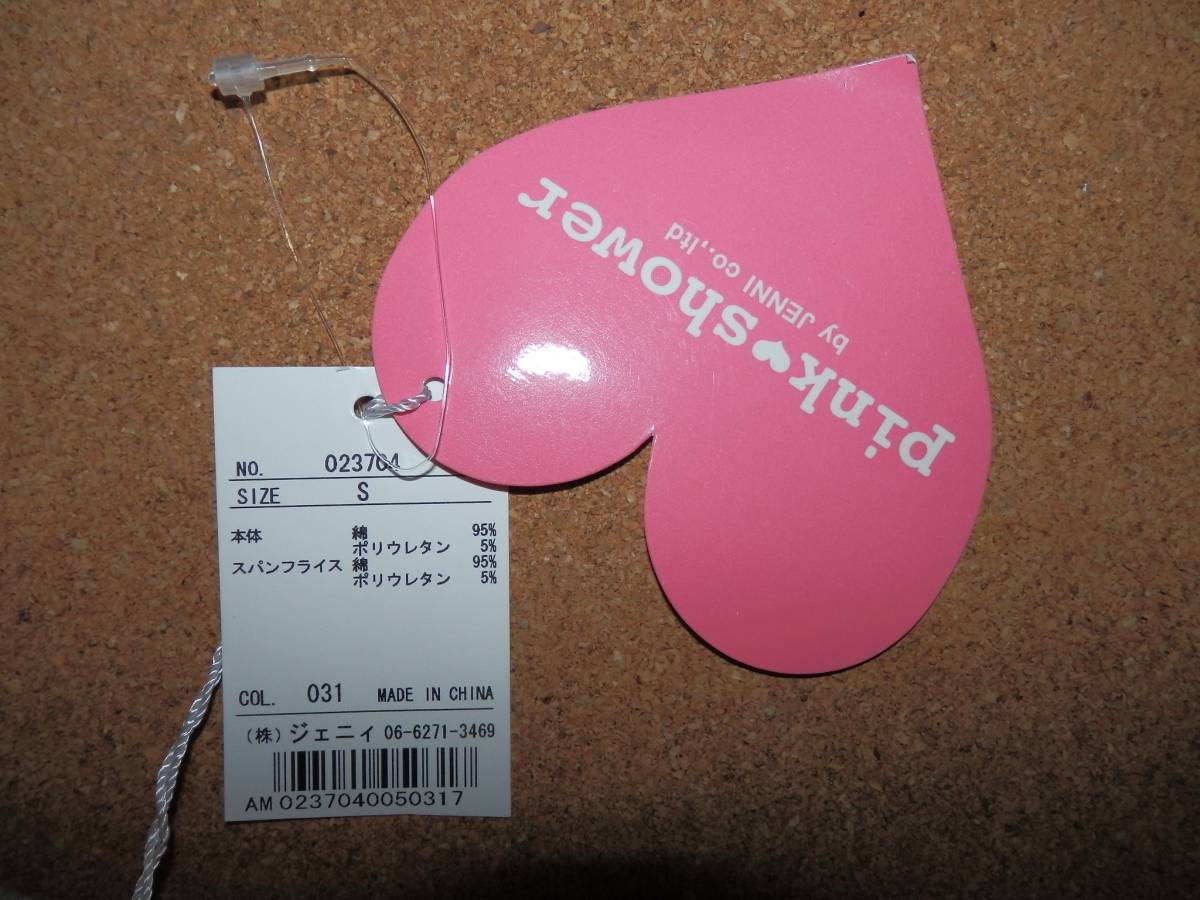 pink♥shower
by JENNI co.,ltd
NO. 023704
SIZE S
本体 綿 95%
ポリウレタン 5%
スパンフライス 綿 95%
ポリウレタン 5%
COL. 031 MADE IN CHINA
(株)ジェニィ 06-6271-3469
AM0237040050317